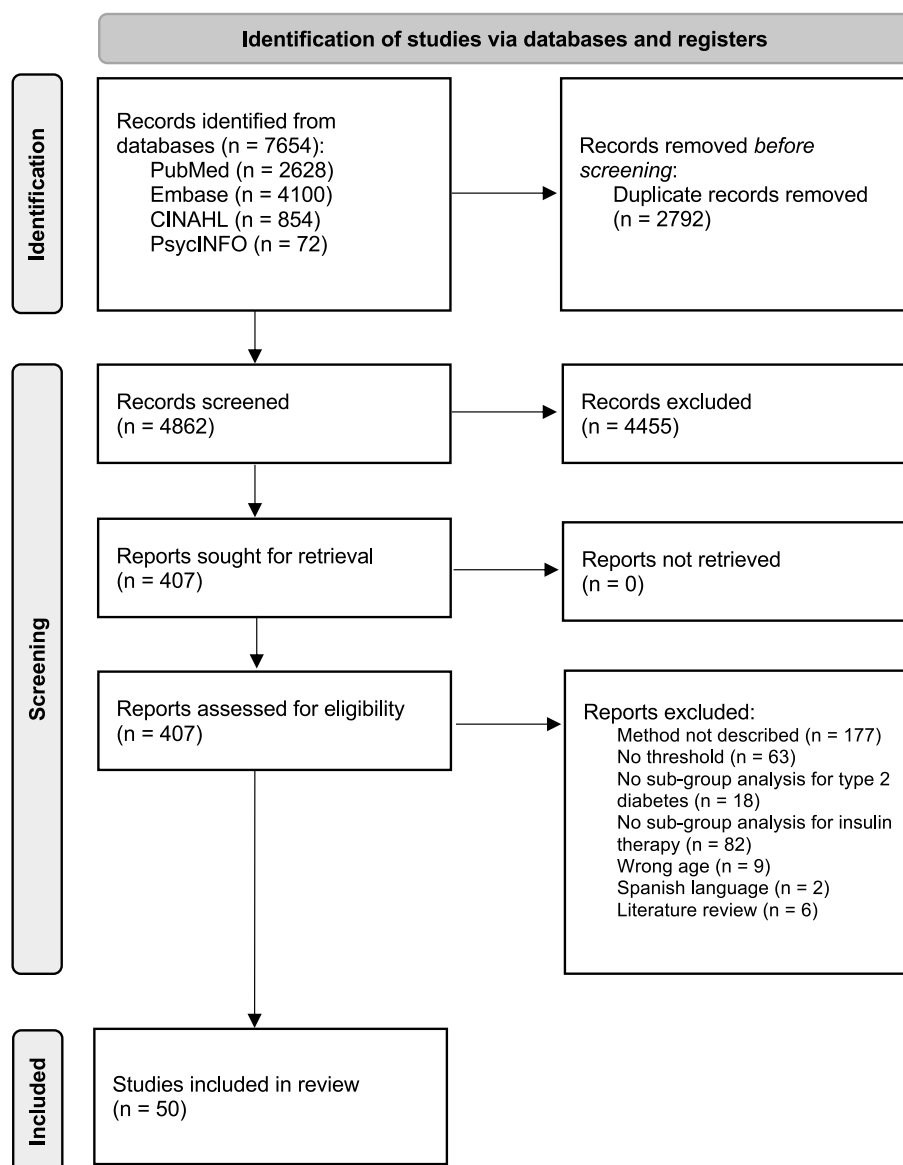 Identification of studies via databases and registers
Identification
Records identified from
databases (n = 7654):
PubMed (n = 2628)
Embase (n = 4100)
CINAHL (n = 854)
PsycINFO (n = 72)
Records removed before
screening:
Duplicate records removed
(n = 2792)
Screening
Records screened
(n = 4862)
Records excluded
(n = 4455)
Reports sought for retrieval
(n = 407)
Reports not retrieved
(n = 0)
Reports assessed for eligibility
(n = 407)
Reports excluded:
Method not described (n = 177)
No threshold (n = 63)
No sub-group analysis for type 2
diabetes (n = 18)
No sub-group analysis for insulin
therapy (n = 82)
Wrong age (n = 9)
Spanish language (n = 2)
Literature review (n = 6)
Included
Studies included in review
(n = 50)